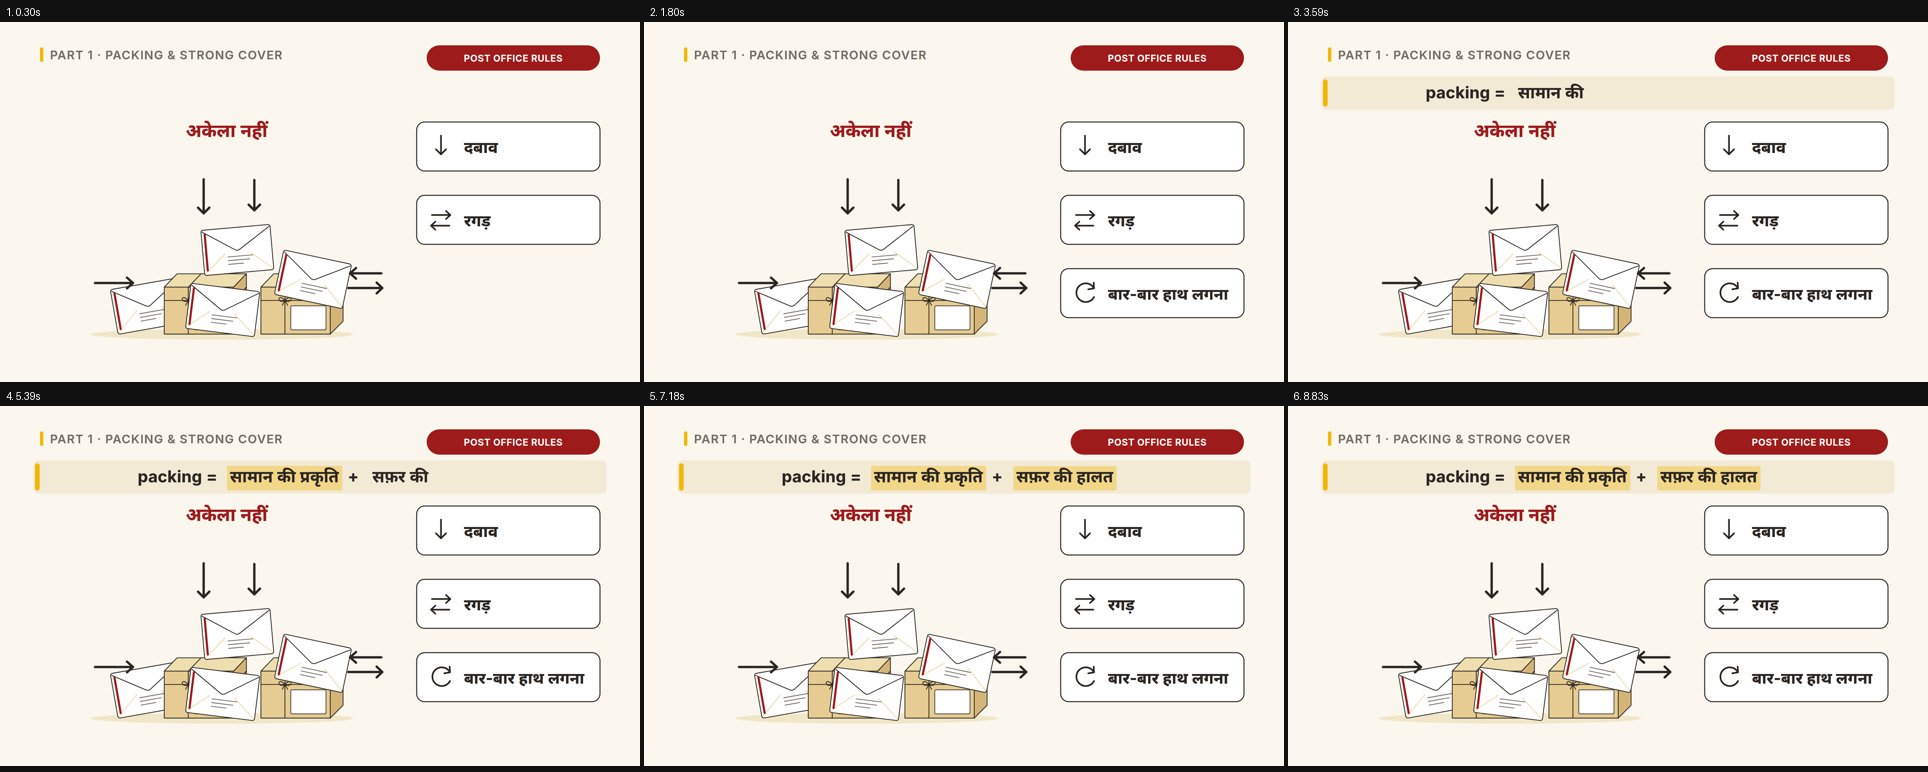 1. 0.30s
PART 1 · PACKING & STRONG COVER
POST OFFICE RULES
अकेला नहीं
दबाव
रगड़
2. 1.80s
PART 1 · PACKING & STRONG COVER
POST OFFICE RULES
अकेला नहीं
दबाव
रगड़
बार-बार हाथ लगना
3. 3.59s
PART 1 · PACKING & STRONG COVER
POST OFFICE RULES
packing = सामान की
अकेला नहीं
दबाव
रगड़
बार-बार हाथ लगना
4. 5.39s
PART 1 · PACKING & STRONG COVER
POST OFFICE RULES
packing = सामान की प्रकृति + सफ़र की
अकेला नहीं
दबाव
रगड़
बार-बार हाथ लगना
5. 7.18s
PART 1 · PACKING & STRONG COVER
POST OFFICE RULES
packing = सामान की प्रकृति + सफ़र की हालत
अकेला नहीं
दबाव
रगड़
बार-बार हाथ लगना
6. 8.83s
PART 1 · PACKING & STRONG COVER
POST OFFICE RULES
packing = सामान की प्रकृति + सफ़र की हालत
अकेला नहीं
दबाव
रगड़
बार-बार हाथ लगना